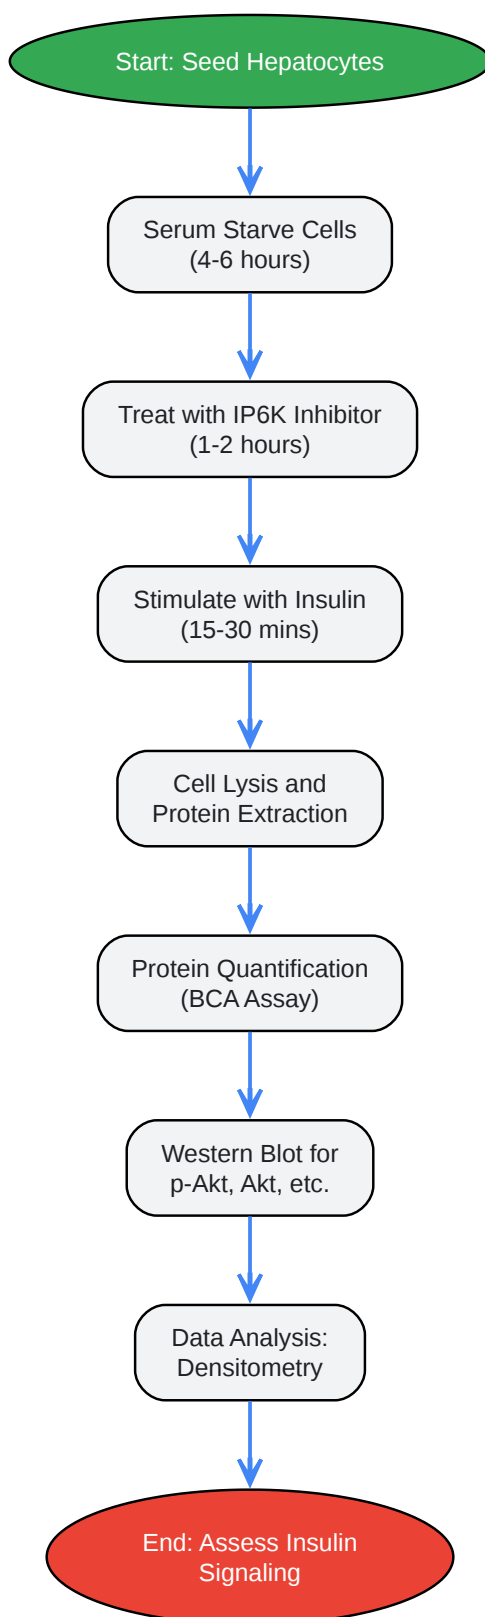 Start: Seed Hepatocytes
Serum Starve Cells
(4-6 hours)
Treat with IP6K Inhibitor
(1-2 hours)
Stimulate with Insulin
(15-30 mins)
Cell Lysis and
Protein Extraction
Protein Quantification
(BCA Assay)
Western Blot for
p-Akt, Akt, etc.
Data Analysis:
Densitometry
End: Assess Insulin
Signaling